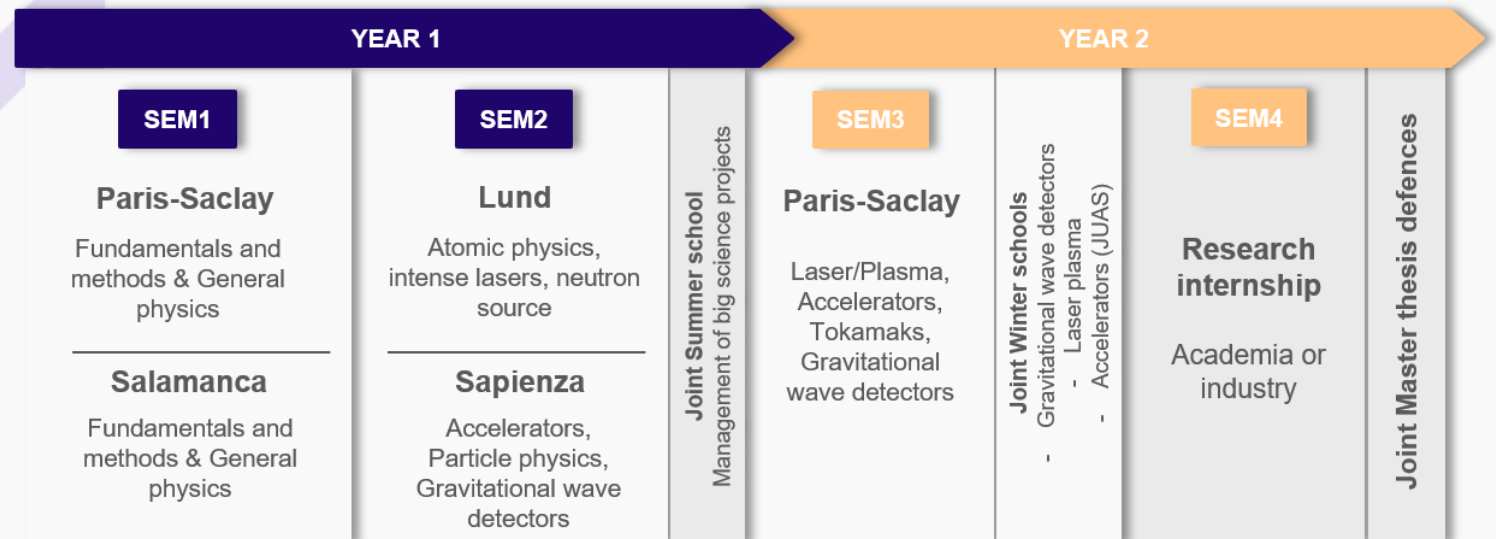 YEAR 1
YEAR 2
SEM1
Paris-Saclay
Fundamentals and
methods & General
physics
Salamanca
Fundamentals and
methods & General
physics
SEM2
Lund
Atomic physics,
intense lasers, neutron
source
Sapienza
Accelerators,
Particle physics,
Gravitational wave
detectors
Joint Summer school
Management of big science projects
SEM3
Paris-Saclay
Laser/Plasma,
Accelerators,
Tokamaks,
Gravitational
wave detectors
Joint Winter schools
- Gravitational wave detectors
- Laser plasma
- Accelerators (JUAS)
SEM4
Research
internship
Academia or
industry
Joint Master thesis defences